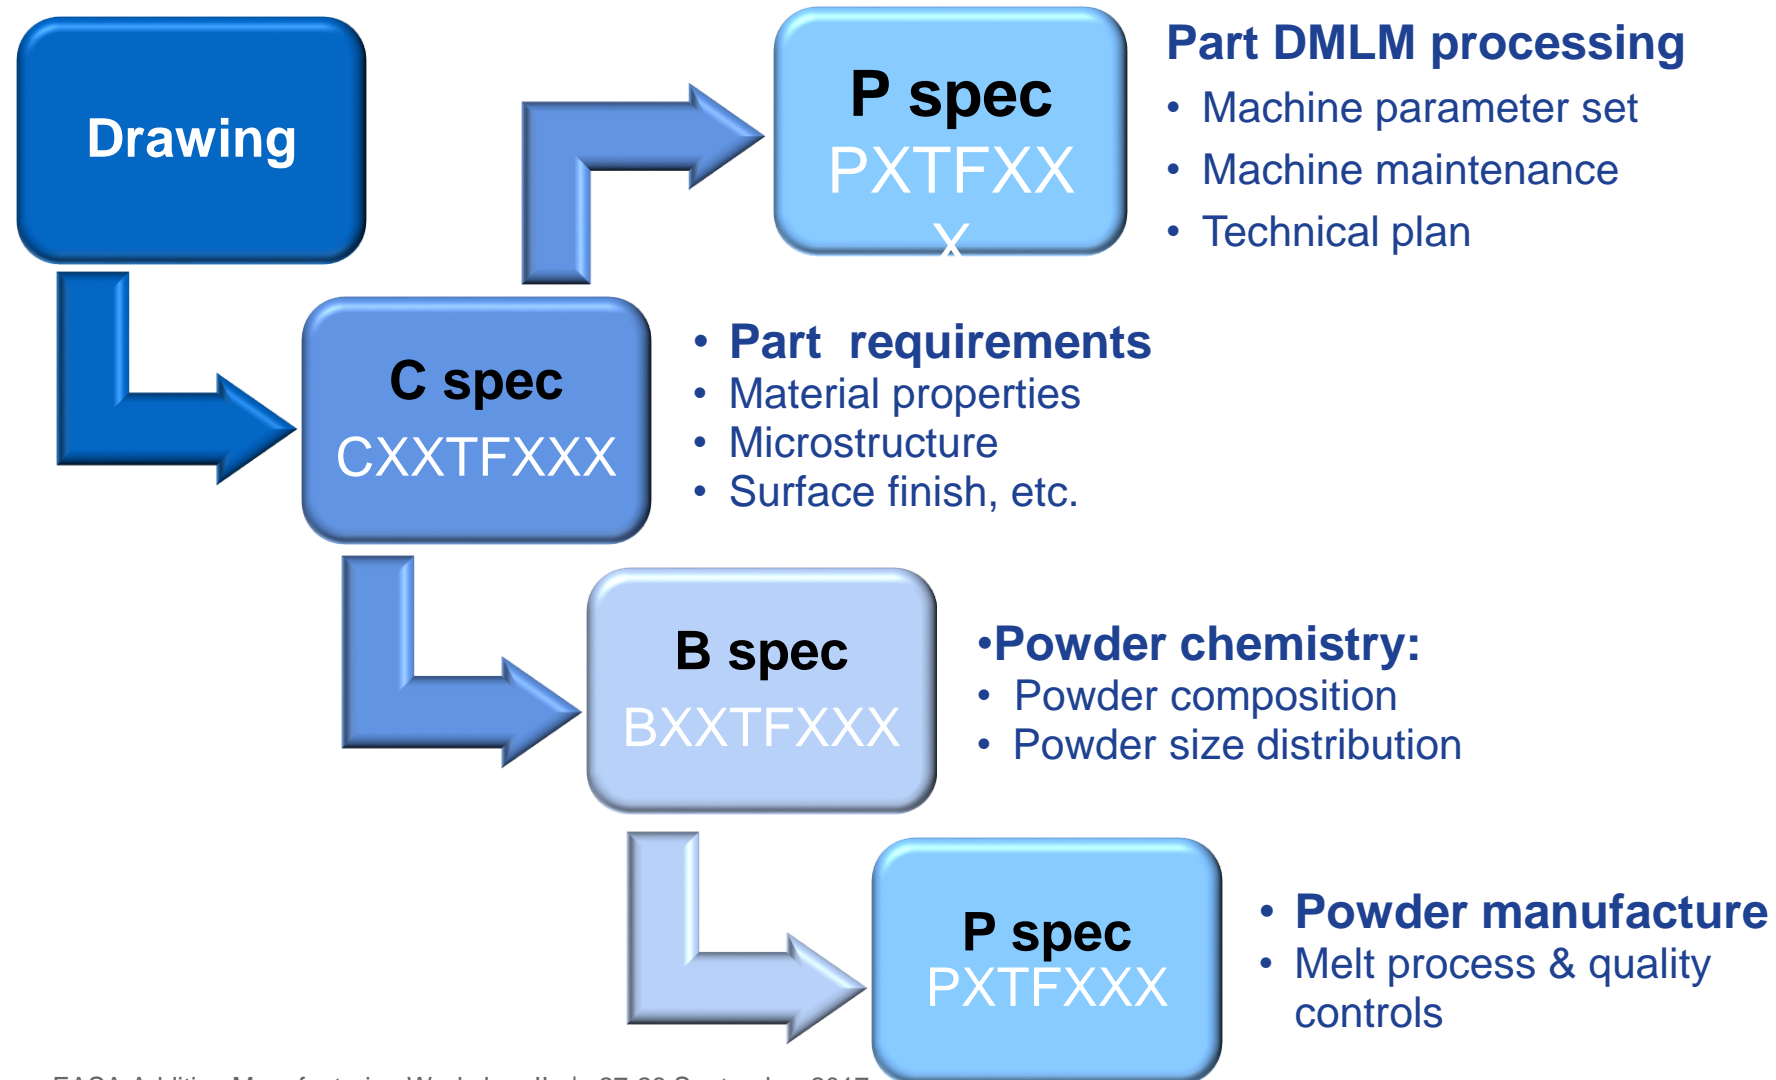 Drawing
P spec
PXTFXX
X
Part DMLM processing
• Machine parameter set
• Machine maintenance
• Technical plan
C spec
CXXTFXXX
• Part requirements
• Material properties
• Microstructure
• Surface finish, etc.
B spec
BXXTFXXX
•Powder chemistry:
• Powder composition
• Powder size distribution
P spec
PXTFXXX
• Powder manufacture
• Melt process & quality
controls